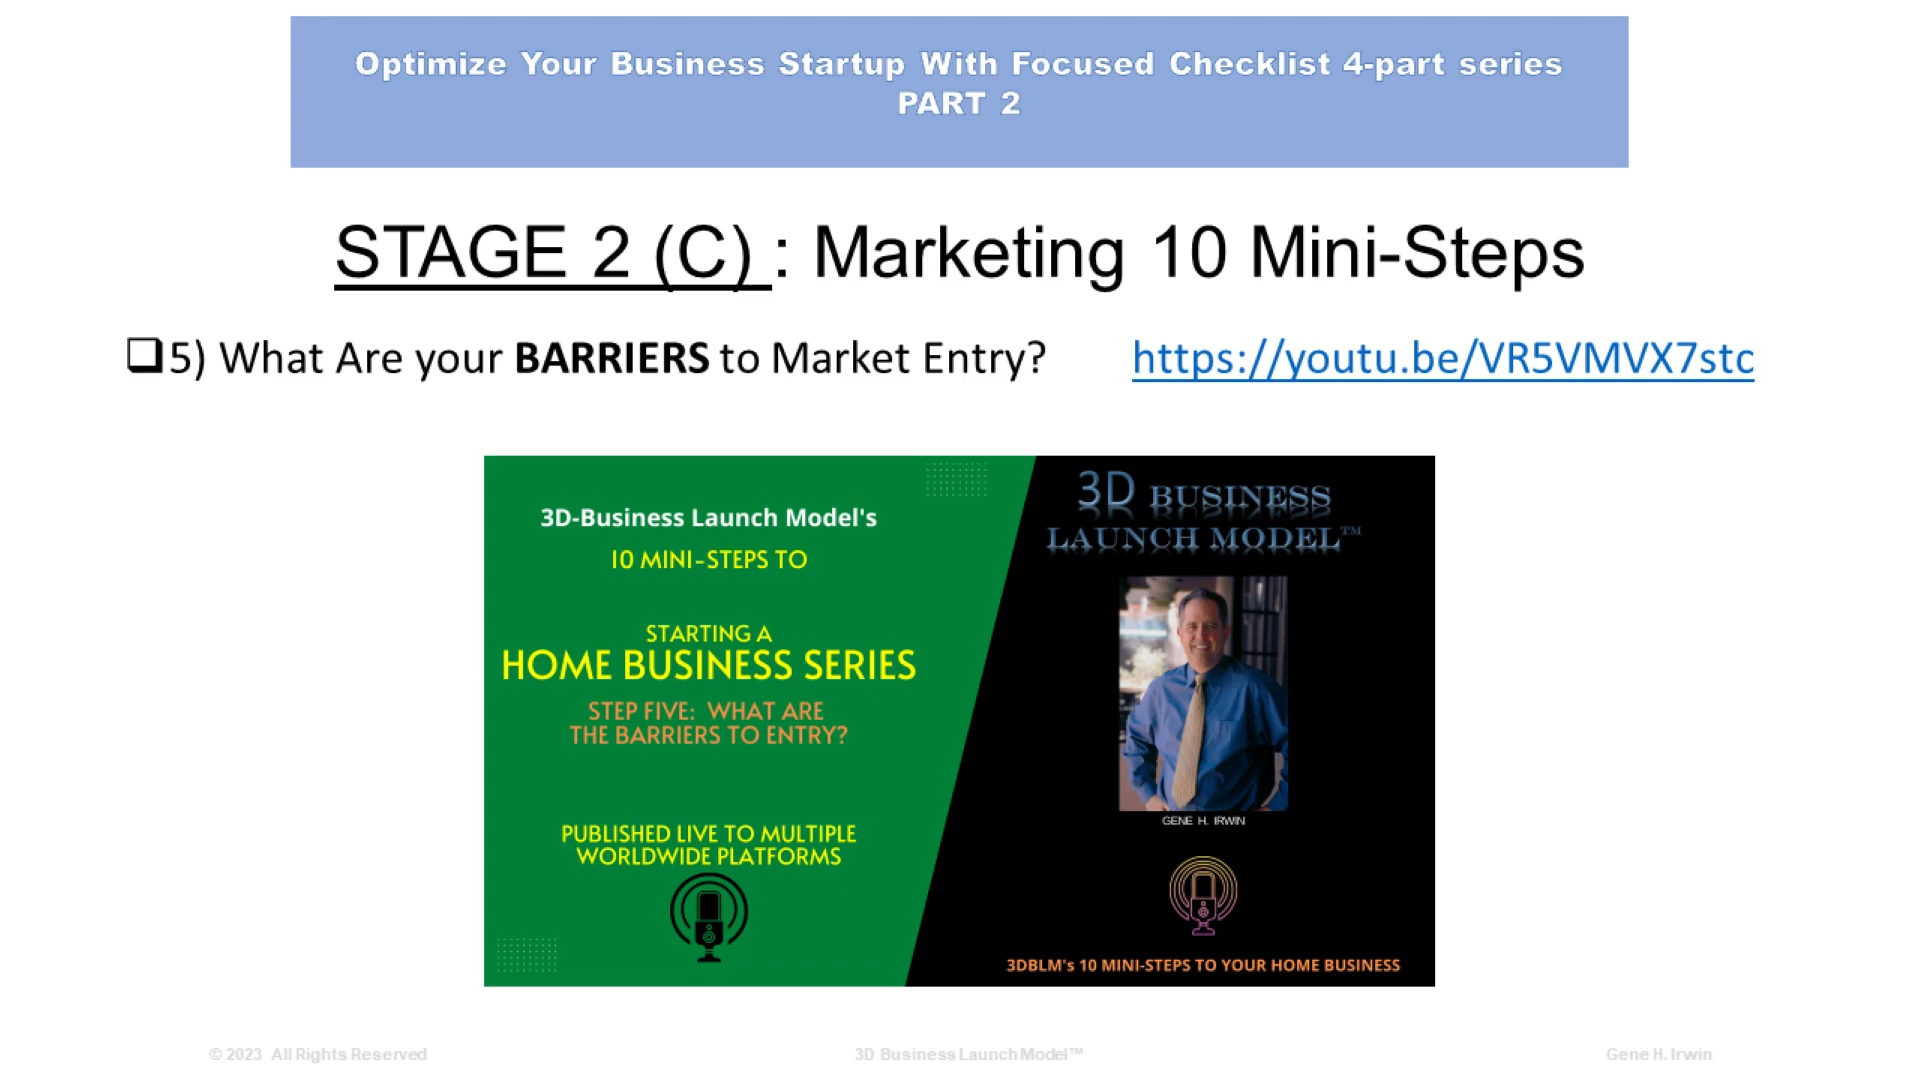 Optimize Your Business Startup With Focused Checklist 4-part series
PART 2
STAGE 2 (C) : Marketing 10 Mini-Steps
❑5) What Are your BARRIERS to Market Entry? https://youtu.be/VR5VMVX7stc
3D-Business Launch Model's
10 MINI-STEPS TO
STARTING A
HOME BUSINESS SERIES
STEP FIVE: WHAT ARE
THE BARRIERS TO ENTRY?
PUBLISHED LIVE TO MULTIPLE
WORLDWIDE PLATFORMS
3D BUSINESS
LAUNCH MODEL™
GENE H. IRWIN
3DBLM's 10 MINI-STEPS TO YOUR HOME BUSINESS
© 2023 All Rights Reserved 3D Business Launch Model™ Gene H. Irwin